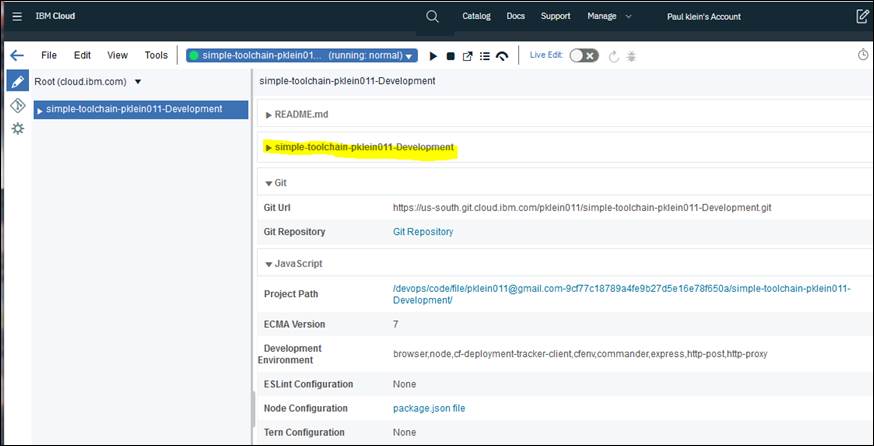 IBM Cloud
Catalog Docs Support Manage Paul klein's Account
File Edit View Tools simple-toolchain-pklein01... (running: normal) Live Edit:
Root (cloud.ibm.com)
simple-toolchain-pklein011-Development
simple-toolchain-pklein011-Development
README.md
simple-toolchain-pklein011-Development
Git
Git Url https://us-south.git.cloud.ibm.com/pklein011/simple-toolchain-pklein011-Development.git
Git Repository Git Repository
JavaScript
Project Path /devops/code/file/pklein011@gmail.com-9cf77c18789a4fe9b27d5e16e78f650a/simple-toolchain-pklein011-
Development/
ECMA Version 7
Development
Environment browser,node,cf-deployment-tracker-client,cfenv,commander,express,http-post,http-proxy
ESLint Configuration None
Node Configuration package.json file
Tern Configuration None